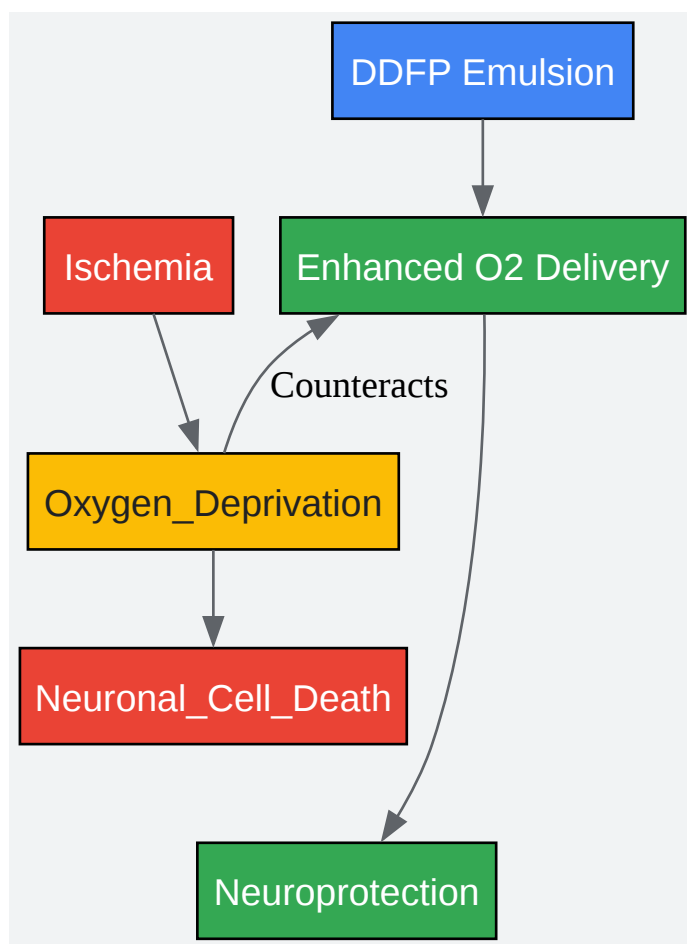 DDFP Emulsion
Ischemia
Enhanced O2 Delivery
Counteracts
Oxygen_Deprivation
Neuronal_Cell_Death
Neuroprotection